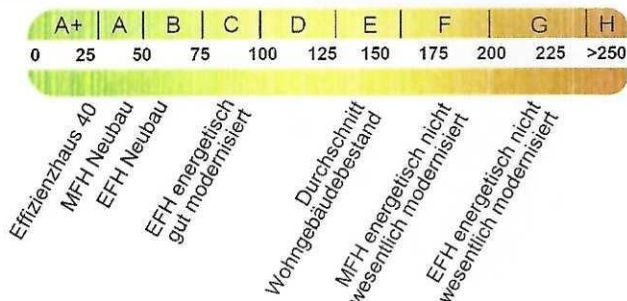 A+ A B C D E F G H
0 25 50 75 100 125 150 175 200 225 >250
Effizienzhaus 40
MFH Neubau
EFH Neubau
EFH energetisch
gut modernisiert
Durchschnitt
Wohngebäudebestand
MFH energetisch nicht
wesentlich modernisiert
EFH energetisch nicht
wesentlich modernisiert